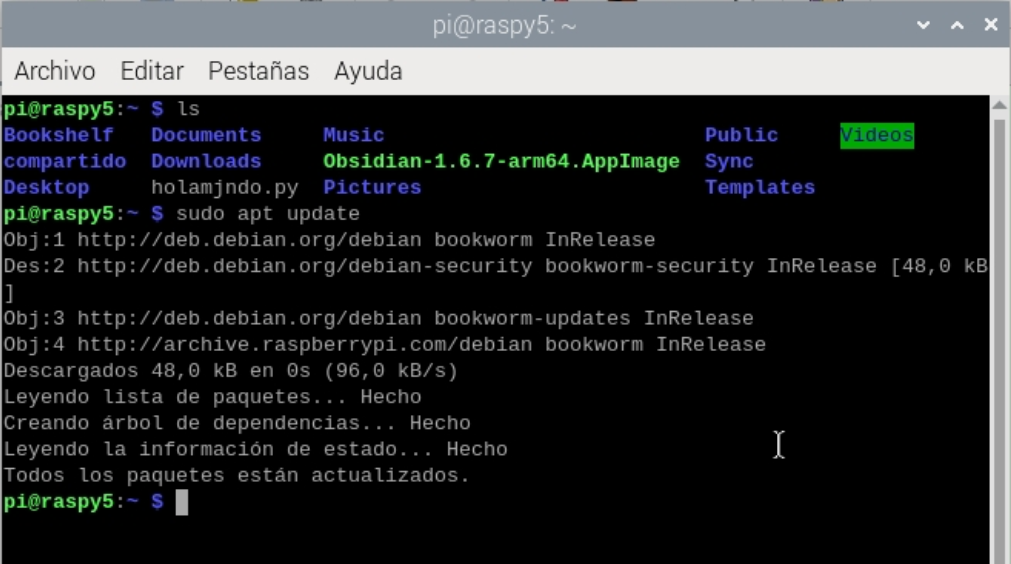 pi@raspy5: ~
Archivo Editar Pestañas Ayuda
pi@raspy5:~ $ ls
Bookshelf Documents Music Public Videos
compartido Downloads Obsidian-1.6.7-arm64.AppImage Sync
Desktop holamjndo.py Pictures Templates
pi@raspy5:~ $ sudo apt update
Obj:1 http://deb.debian.org/debian bookworm InRelease
Des:2 http://deb.debian.org/debian-security bookworm-security InRelease [48,0 kB
]
Obj:3 http://deb.debian.org/debian bookworm-updates InRelease
Obj:4 http://archive.raspberrypi.com/debian bookworm InRelease
Descargados 48,0 kB en 0s (96,0 kB/s)
Leyendo lista de paquetes... Hecho
Creando árbol de dependencias... Hecho
Leyendo la información de estado... Hecho
Todos los paquetes están actualizados.
pi@raspy5:~ $